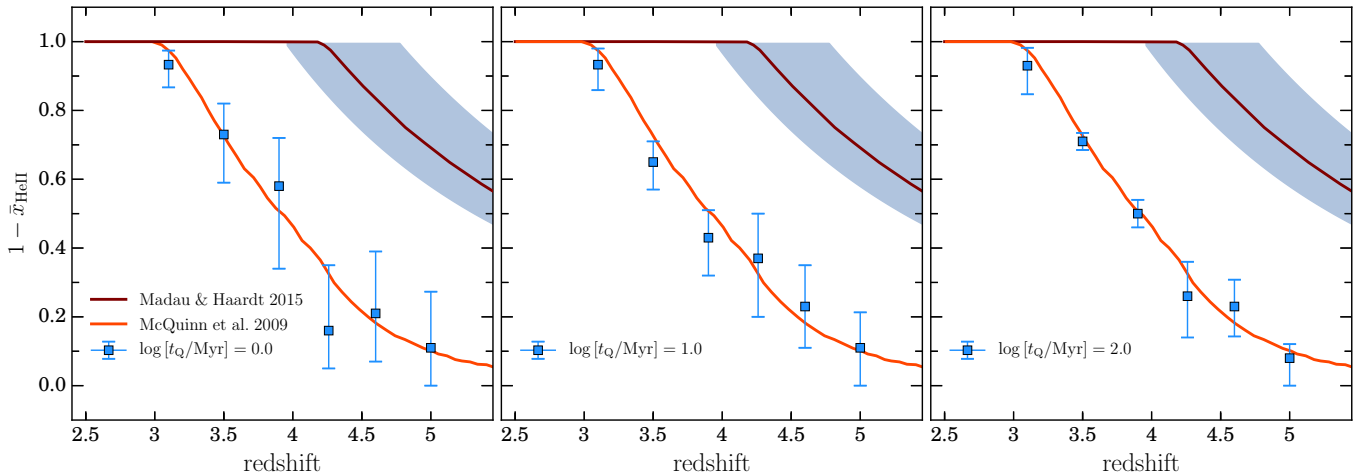 1.0
0.8
0.6
0.4
0.2
0.0
1 − x̄HeII
Madau & Haardt 2015
McQuinn et al. 2009
log [tQ/Myr] = 0.0
log [tQ/Myr] = 1.0
log [tQ/Myr] = 2.0
2.5 3 3.5 4 4.5 5
2.5 3 3.5 4 4.5 5
2.5 3 3.5 4 4.5 5
redshift
redshift
redshift